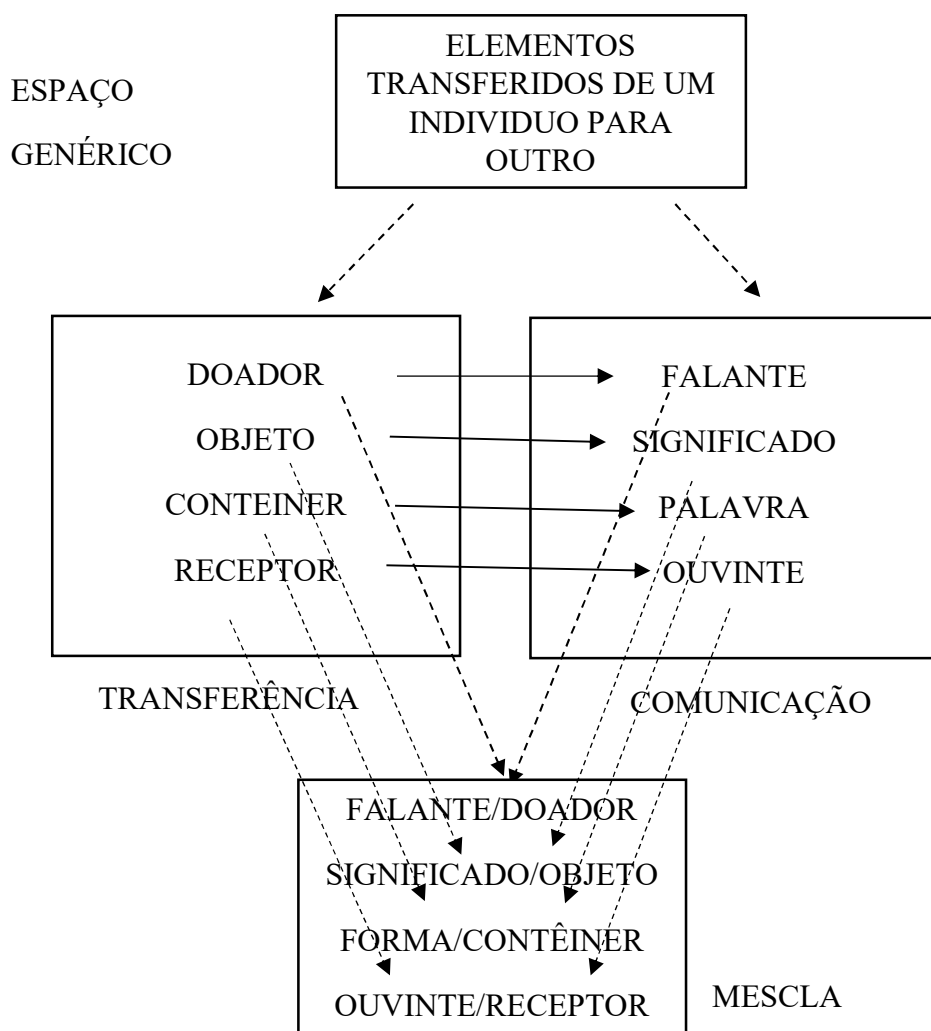 ELEMENTOS
TRANSFERIDOS DE UM
INDIVIDUO PARA
OUTRO
ESPAÇO
GENÉRICO
DOADOR
OBJETO
CONTEINER
RECEPTOR
FALANTE
SIGNIFICADO
PALAVRA
OUVINTE
TRANSFERÊNCIA
COMUNICAÇÃO
FALANTE/DOADOR
SIGNIFICADO/OBJETO
FORMA/CONTÊINER
OUVINTE/RECEPTOR
MESCLA